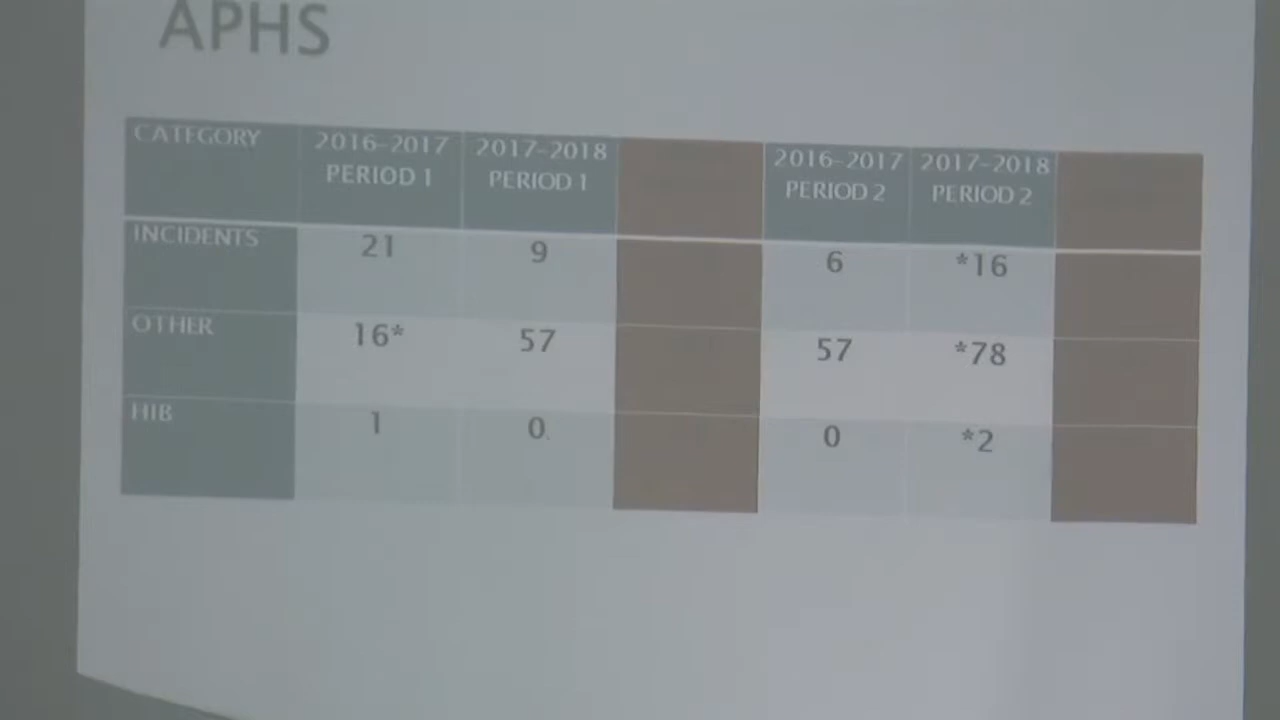 APHS
CATEGORY 2016-2017 PERIOD 1 2017-2018 PERIOD 1 2016-2017 PERIOD 2 2017-2018 PERIOD 2
INCIDENTS 21 9 6 *16
OTHER 16* 57 57 *78
HIB 1 0 0 *2